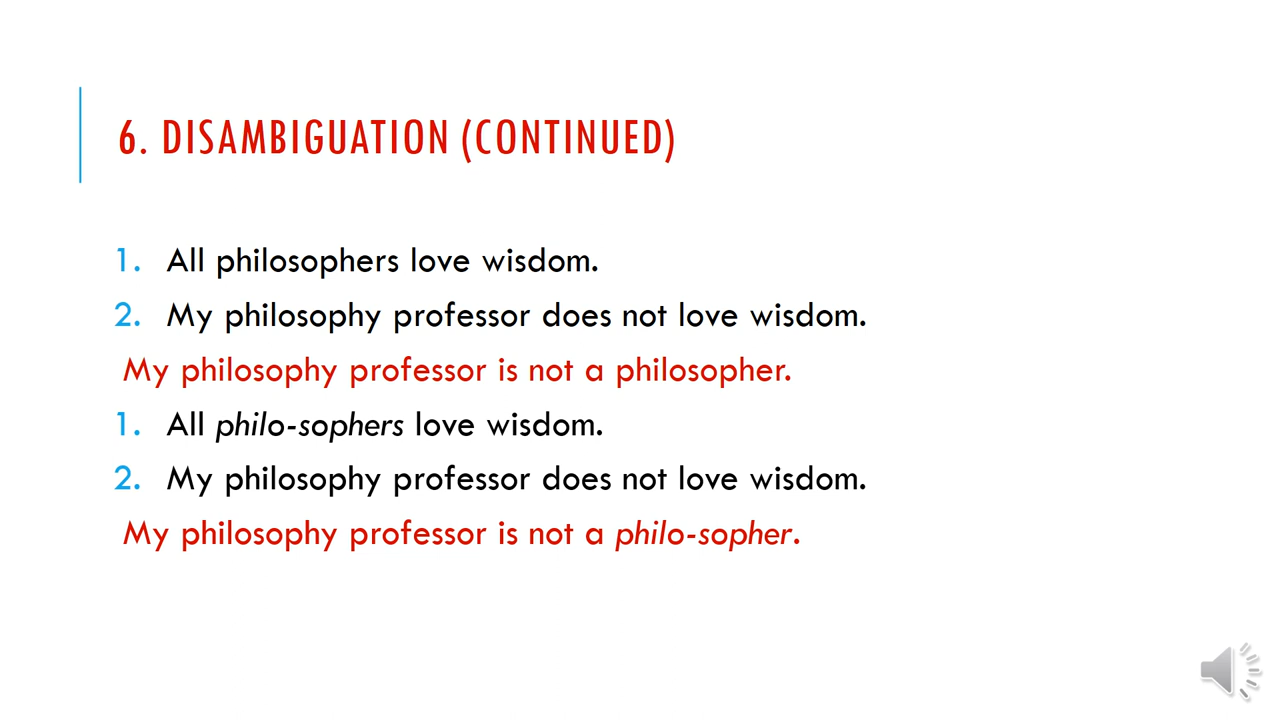 6. DISAMBIGUATION (CONTINUED)
1. All philosophers love wisdom.
2. My philosophy professor does not love wisdom.
My philosophy professor is not a philosopher.
1. All philo-sophers love wisdom.
2. My philosophy professor does not love wisdom.
My philosophy professor is not a philo-sopher.